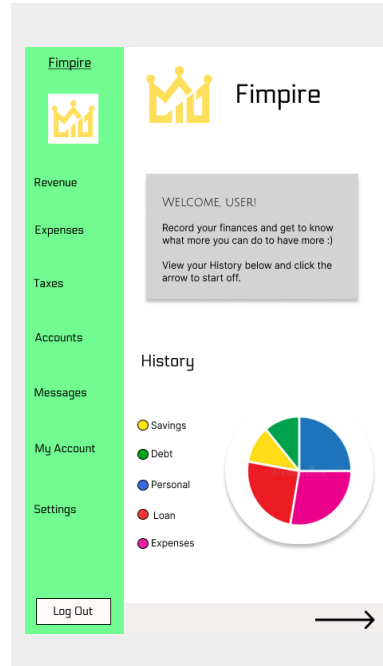 Fimpire
Revenue
Expenses
Taxes
Accounts
Messages
My Account
Settings
Log Out
Fimpire
Welcome, user!
Record your finances and get to know
what more you can do to have more :)
View your History below and click the
arrow to start off.
History
Savings
Debt
Personal
Loan
Expenses